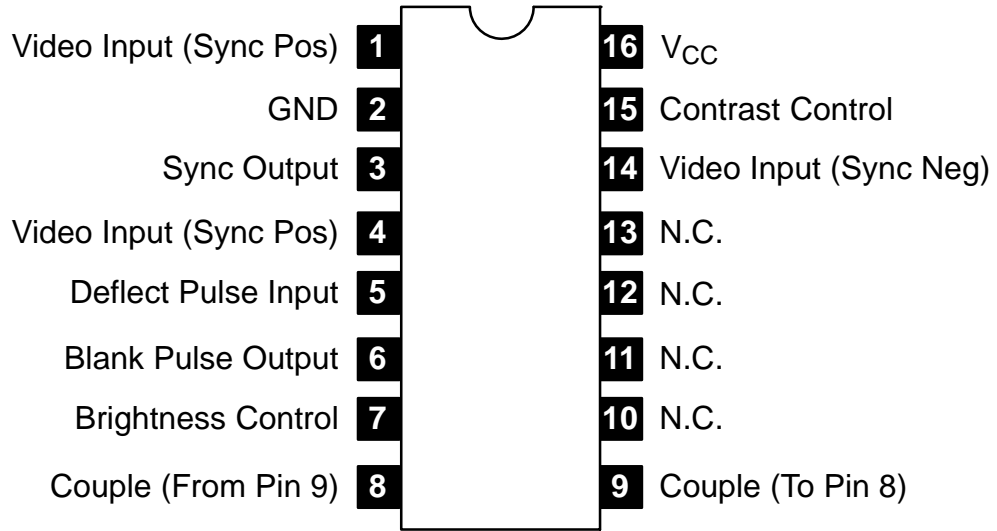 Video Input (Sync Pos) 1 16 VCC
GND 2 15 Contrast Control
Sync Output 3 14 Video Input (Sync Neg)
Video Input (Sync Pos) 4 13 N.C.
Deflect Pulse Input 5 12 N.C.
Blank Pulse Output 6 11 N.C.
Brightness Control 7 10 N.C.
Couple (From Pin 9) 8 9 Couple (To Pin 8)